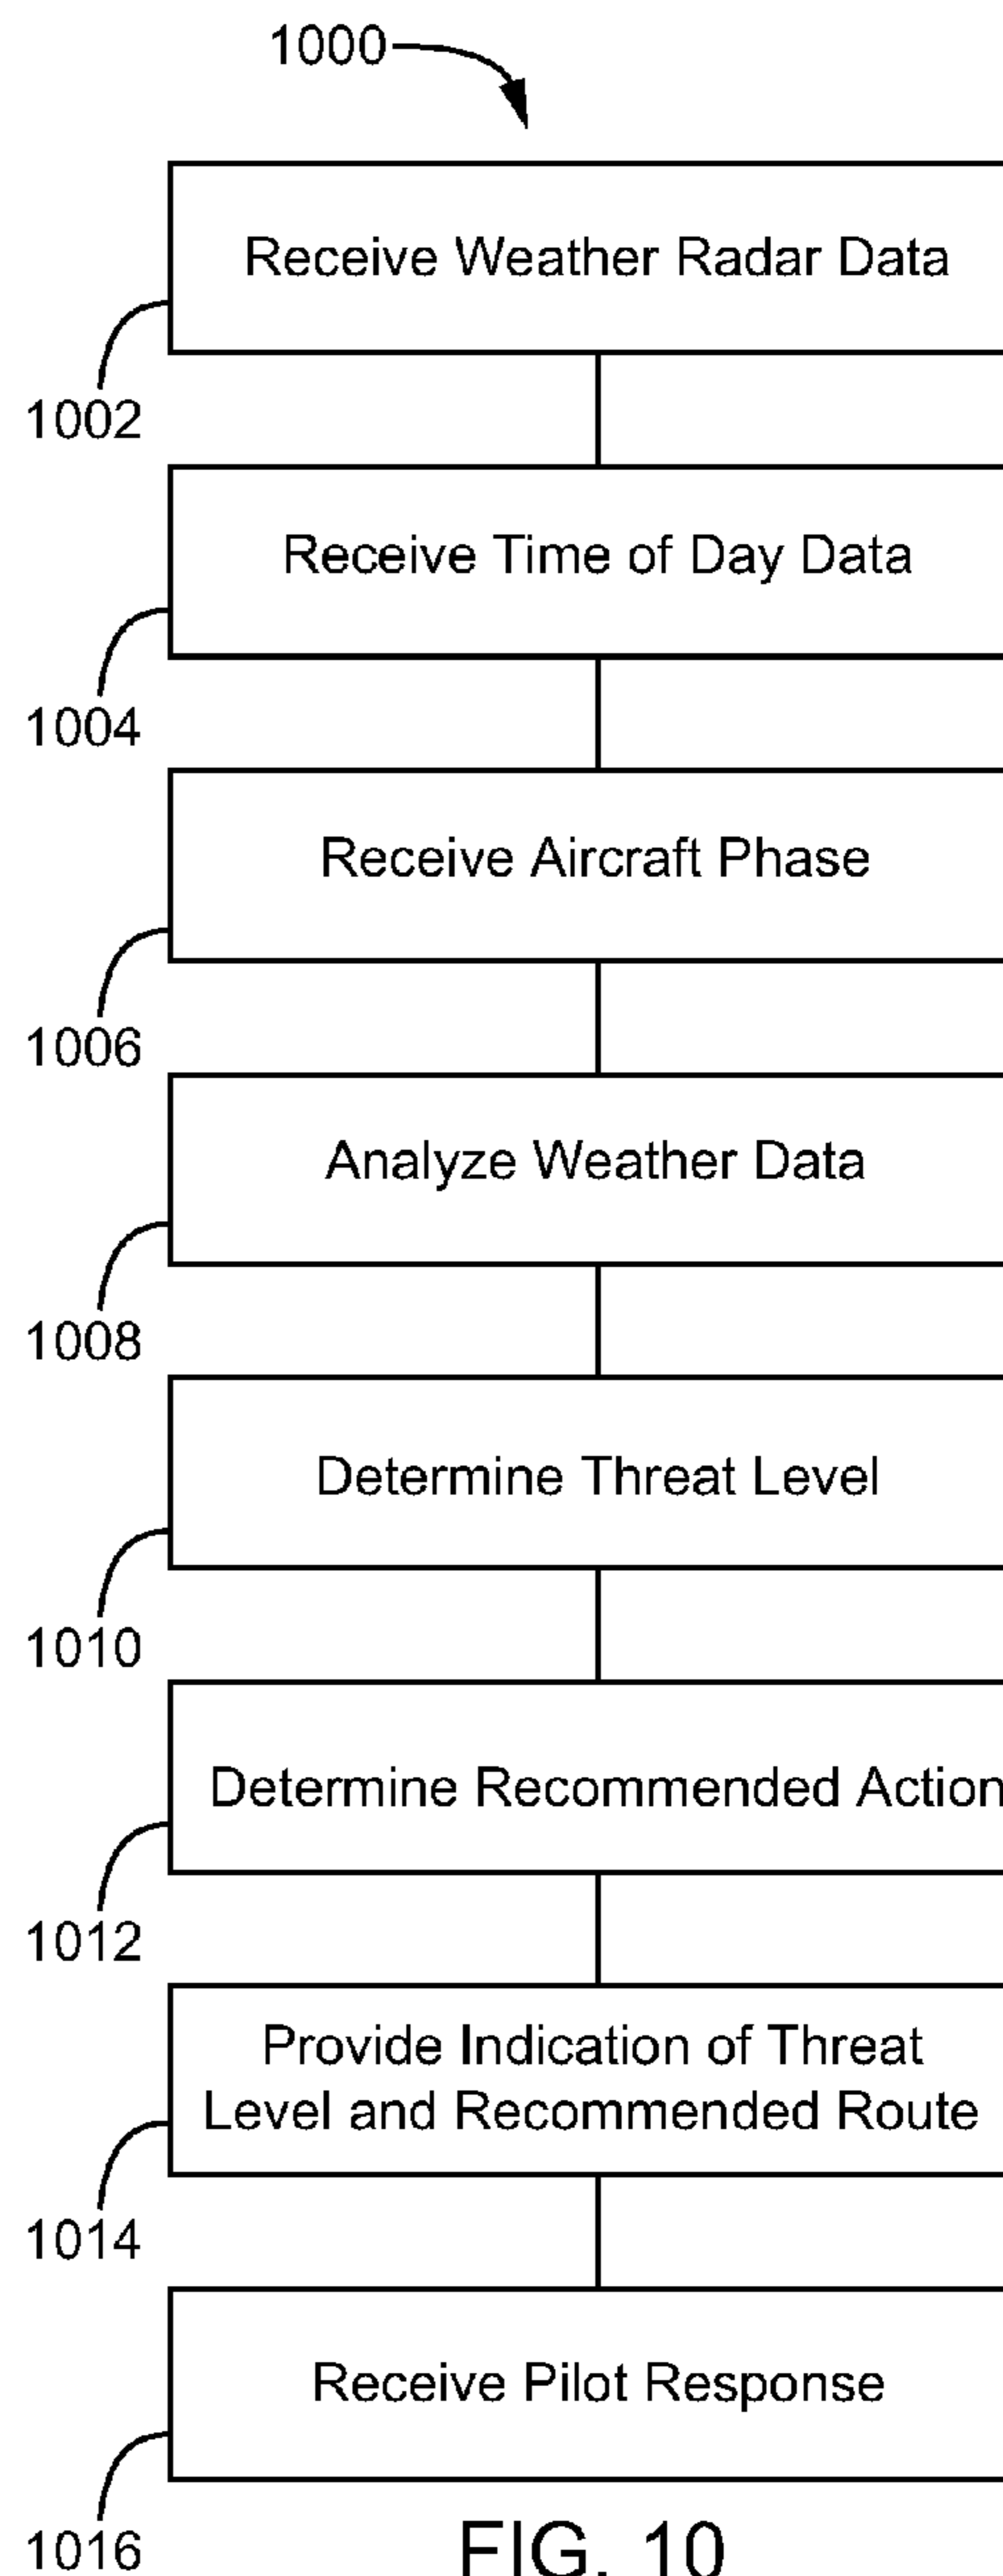 1000
Receive Weather Radar Data
1002
Receive Time of Day Data
1004
Receive Aircraft Phase
1006
Analyze Weather Data
1008
Determine Threat Level
1010
Determine Recommended Action
1012
Provide Indication of Threat
Level and Recommended Route
1014
Receive Pilot Response
1016
FIG. 10